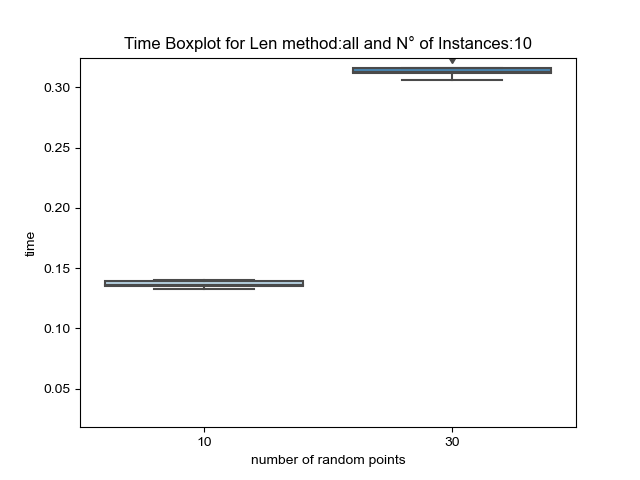 Time Boxplot for Len method:all and N° of Instances:10
0.30
0.25
0.20
0.15
0.10
0.05
time
10 30
number of random points